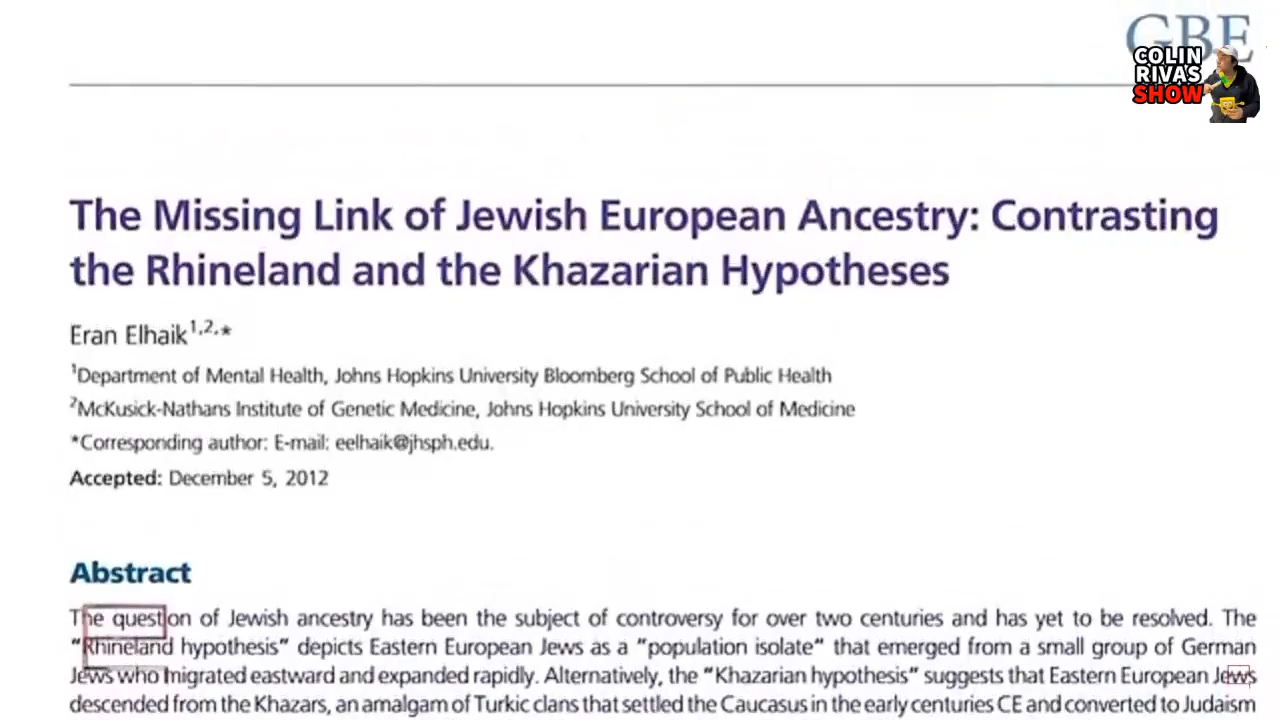 GBE
COLIN
RIVAS
SHOW
The Missing Link of Jewish European Ancestry: Contrasting
the Rhineland and the Khazarian Hypotheses
Eran Elhaik1,2,*
1Department of Mental Health, Johns Hopkins University Bloomberg School of Public Health
2McKusick-Nathans Institute of Genetic Medicine, Johns Hopkins University School of Medicine
*Corresponding author: E-mail: eelhaik@jhsph.edu.
Accepted: December 5, 2012
Abstract
The question of Jewish ancestry has been the subject of controversy for over two centuries and has yet to be resolved. The
“Rhineland hypothesis” depicts Eastern European Jews as a “population isolate” that emerged from a small group of German
Jews who migrated eastward and expanded rapidly. Alternatively, the “Khazarian hypothesis” suggests that Eastern European Jews
descended from the Khazars, an amalgam of Turkic clans that settled the Caucasus in the early centuries CE and converted to Judaism